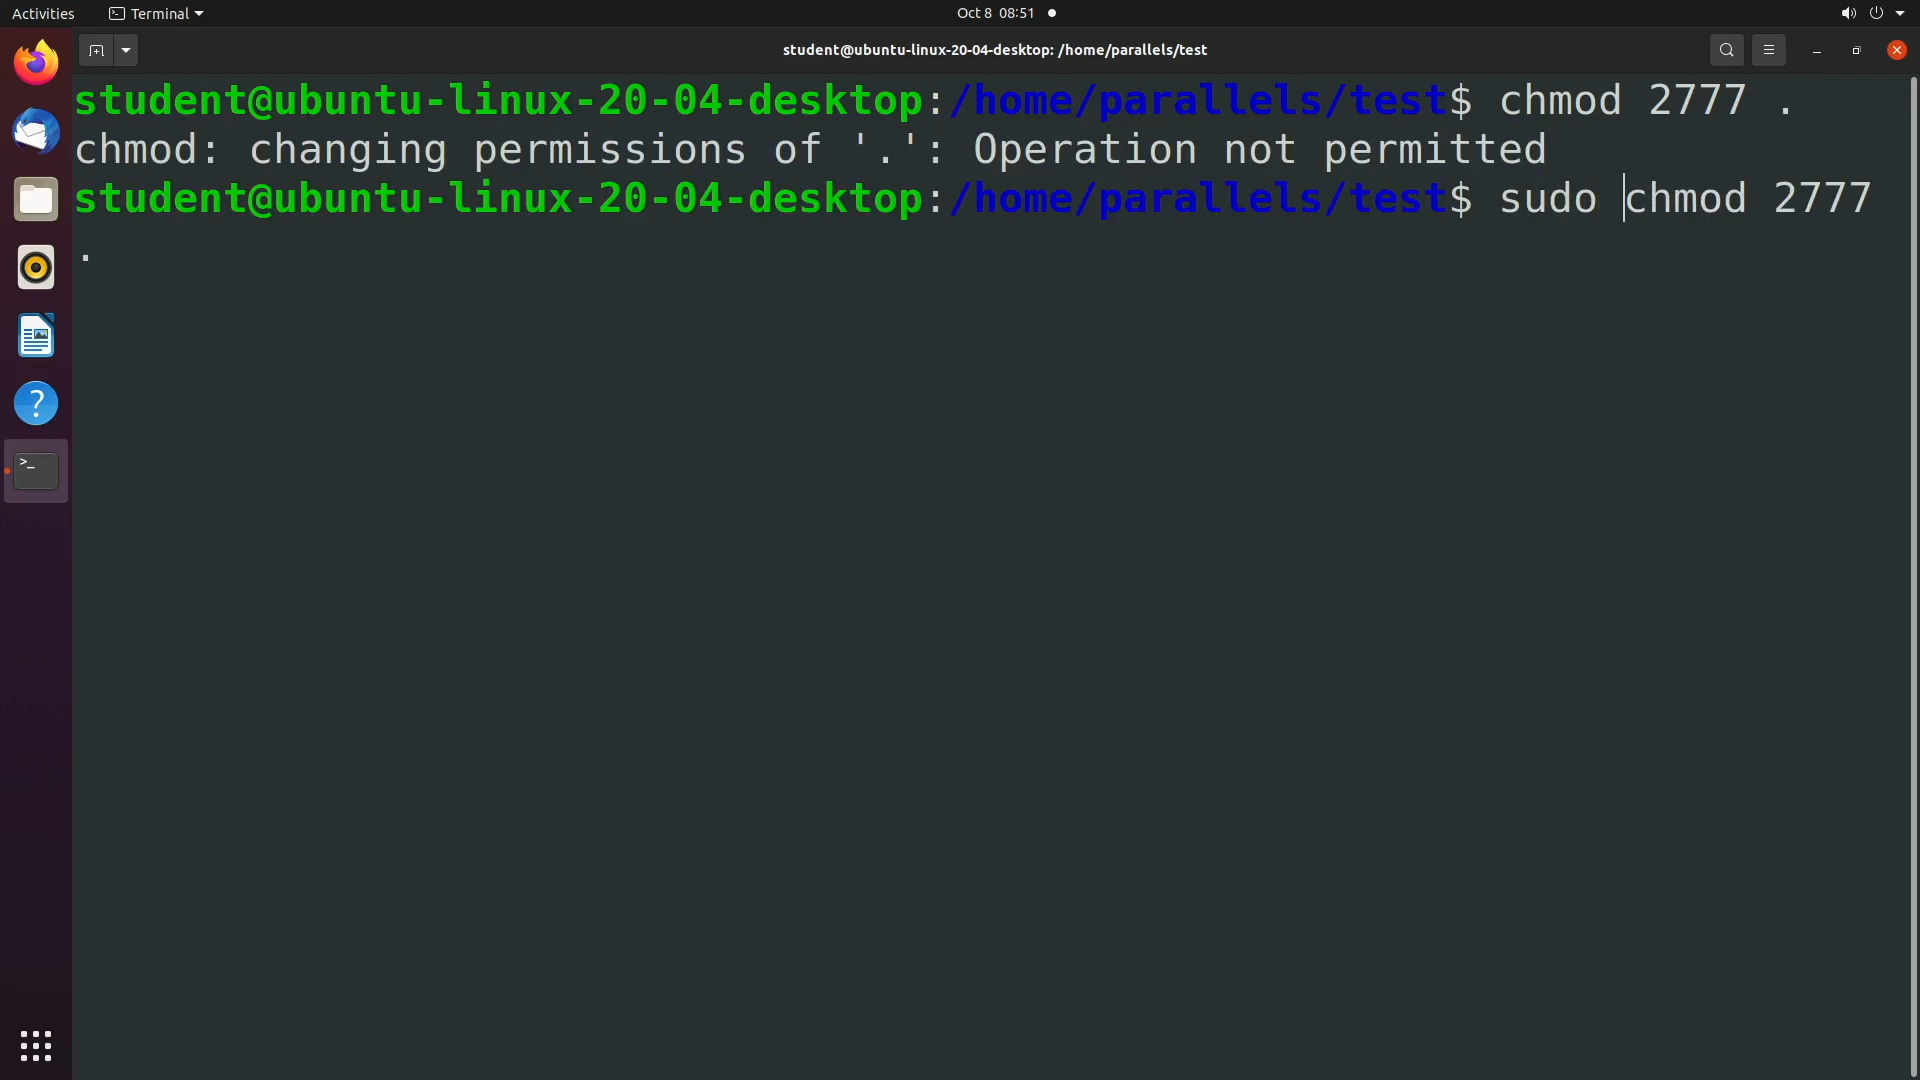 Activities
Terminal
Oct 8 08:51
student@ubuntu-linux-20-04-desktop: /home/parallels/test
student@ubuntu-linux-20-04-desktop:/home/parallels/test$ chmod 2777 .
chmod: changing permissions of '.': Operation not permitted
student@ubuntu-linux-20-04-desktop:/home/parallels/test$ sudo chmod 2777
.